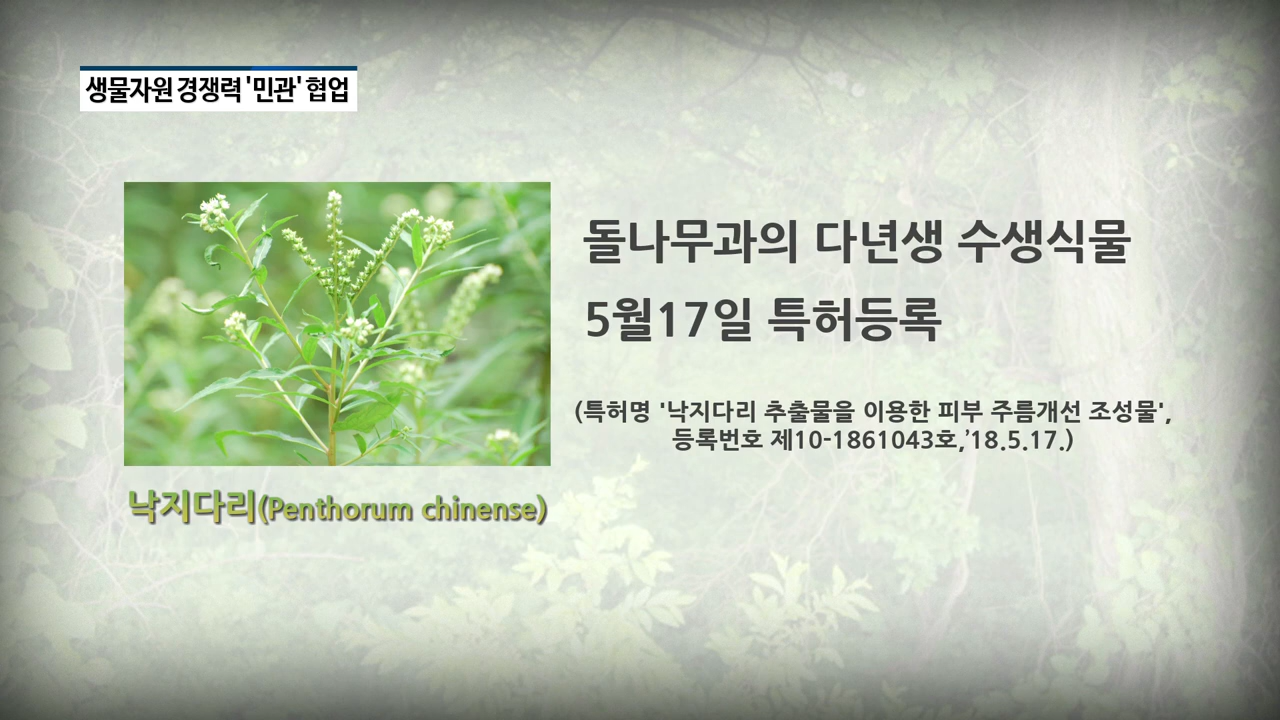 생물자원 경쟁력 '민관' 협업
돌나무과의 다년생 수생식물
5월17일 특허등록
(특허명 '낙지다리 추출물을 이용한 피부 주름개선 조성물',
등록번호 제10-1861043호,'18.5.17.)
낙지다리(Penthorum chinense)